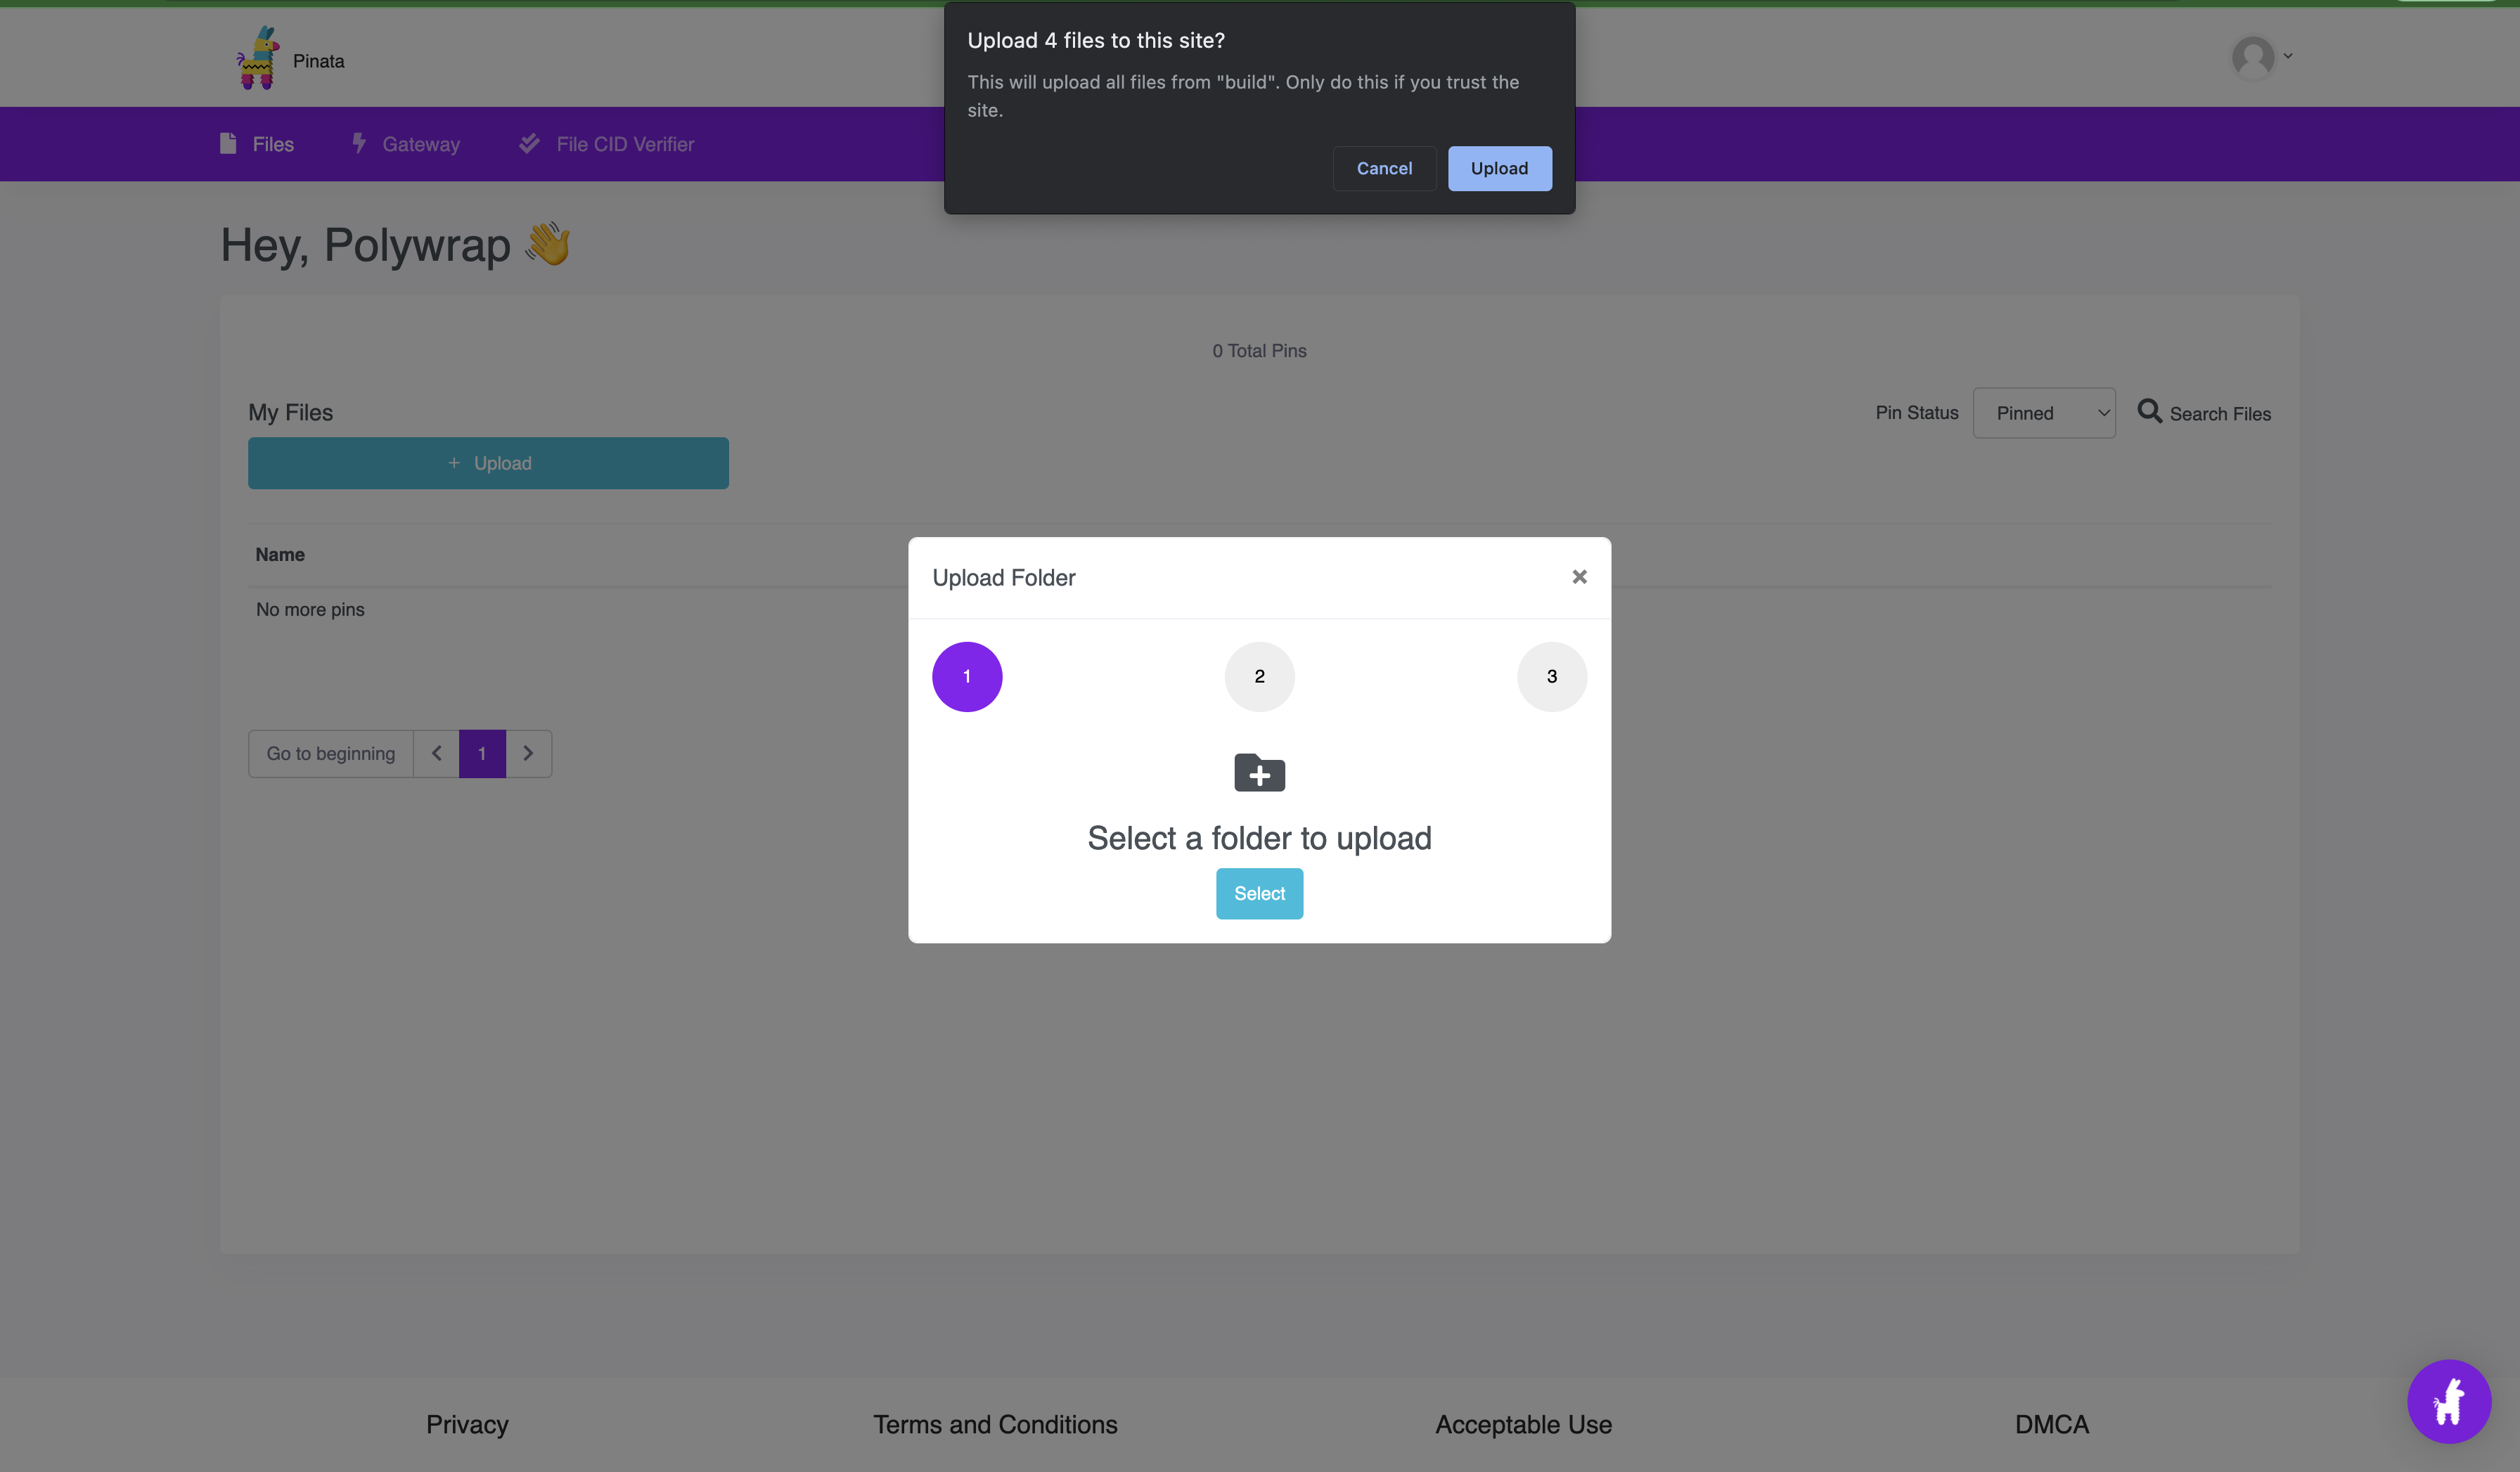 Upload 4 files to this site?
This will upload all files from "build". Only do this if you trust the
site.
Cancel
Upload
Pinata
Files
Gateway
File CID Verifier
Hey, Polywrap 👋
0 Total Pins
My Files
Pin Status
Pinned
Search Files
+ Upload
Name
No more pins
Go to beginning
1
Upload Folder
×
1
2
3
Select a folder to upload
Select
Privacy
Terms and Conditions
Acceptable Use
DMCA